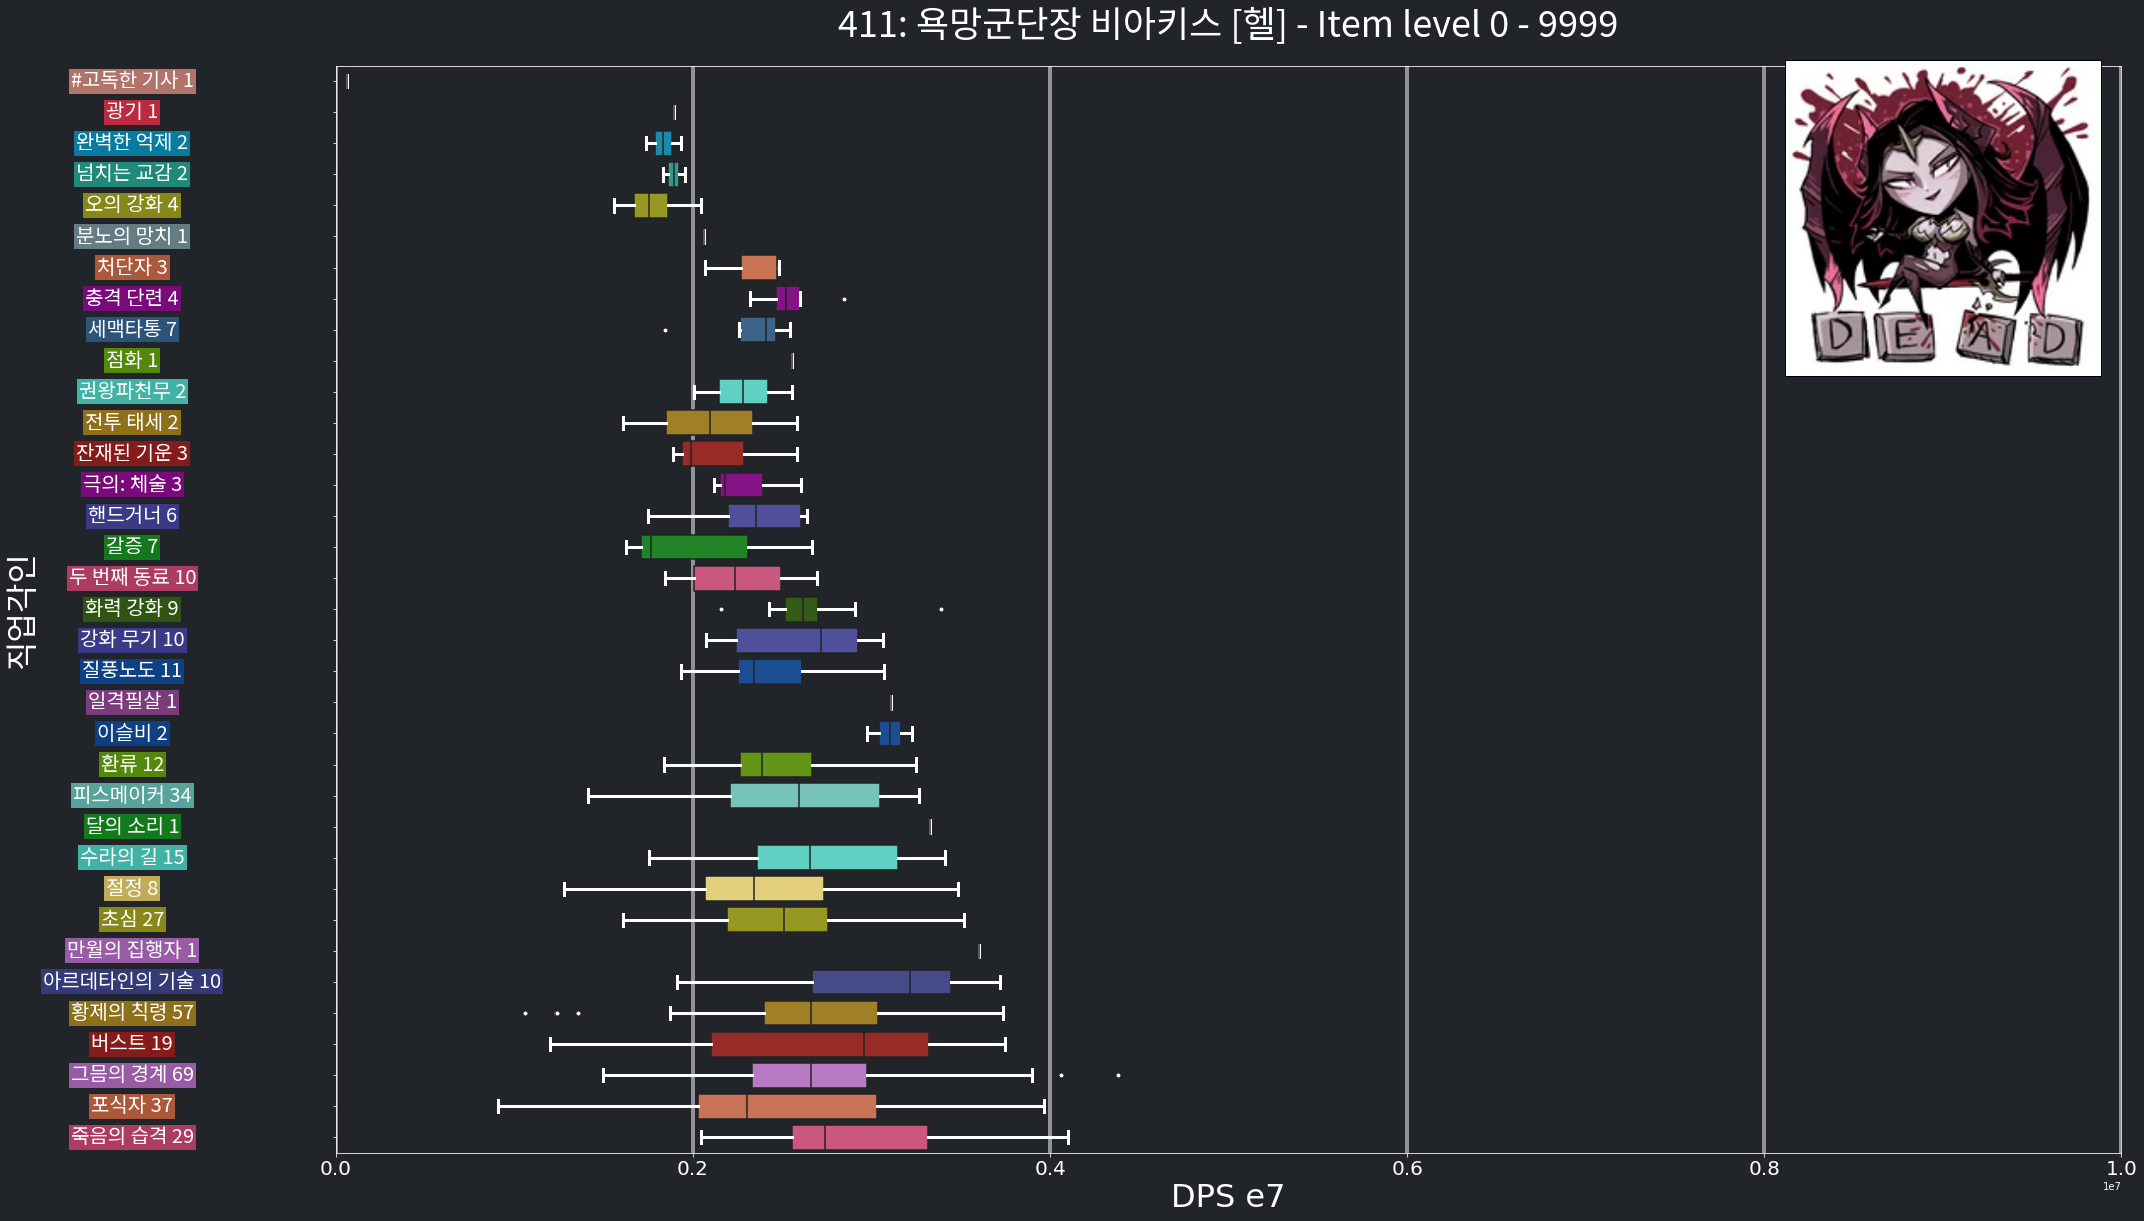 411: 욕망군단장 비아키스 [헬] - Item level 0 - 9999
#고독한 기사 1
광기 1
완벽한 억제 2
넘치는 교감 2
오의 강화 4
분노의 망치 1
처단자 3
충격 단련 4
세맥타통 7
점화 1
권왕파천무 2
전투 태세 2
잔재된 기운 3
극의: 체술 3
핸드거너 6
갈증 7
두 번째 동료 10
화력 강화 9
강화 무기 10
질풍노도 11
일격필살 1
이슬비 2
환류 12
피스메이커 34
달의 소리 1
수라의 길 15
절정 8
초심 27
만월의 집행자 1
아르데타인의 기술 10
황제의 칙령 57
버스트 19
그믐의 경계 69
포식자 37
죽음의 습격 29
직업각인
0.0 0.2 0.4 0.6 0.8 1.0
1e7
DPS e7
D E A D